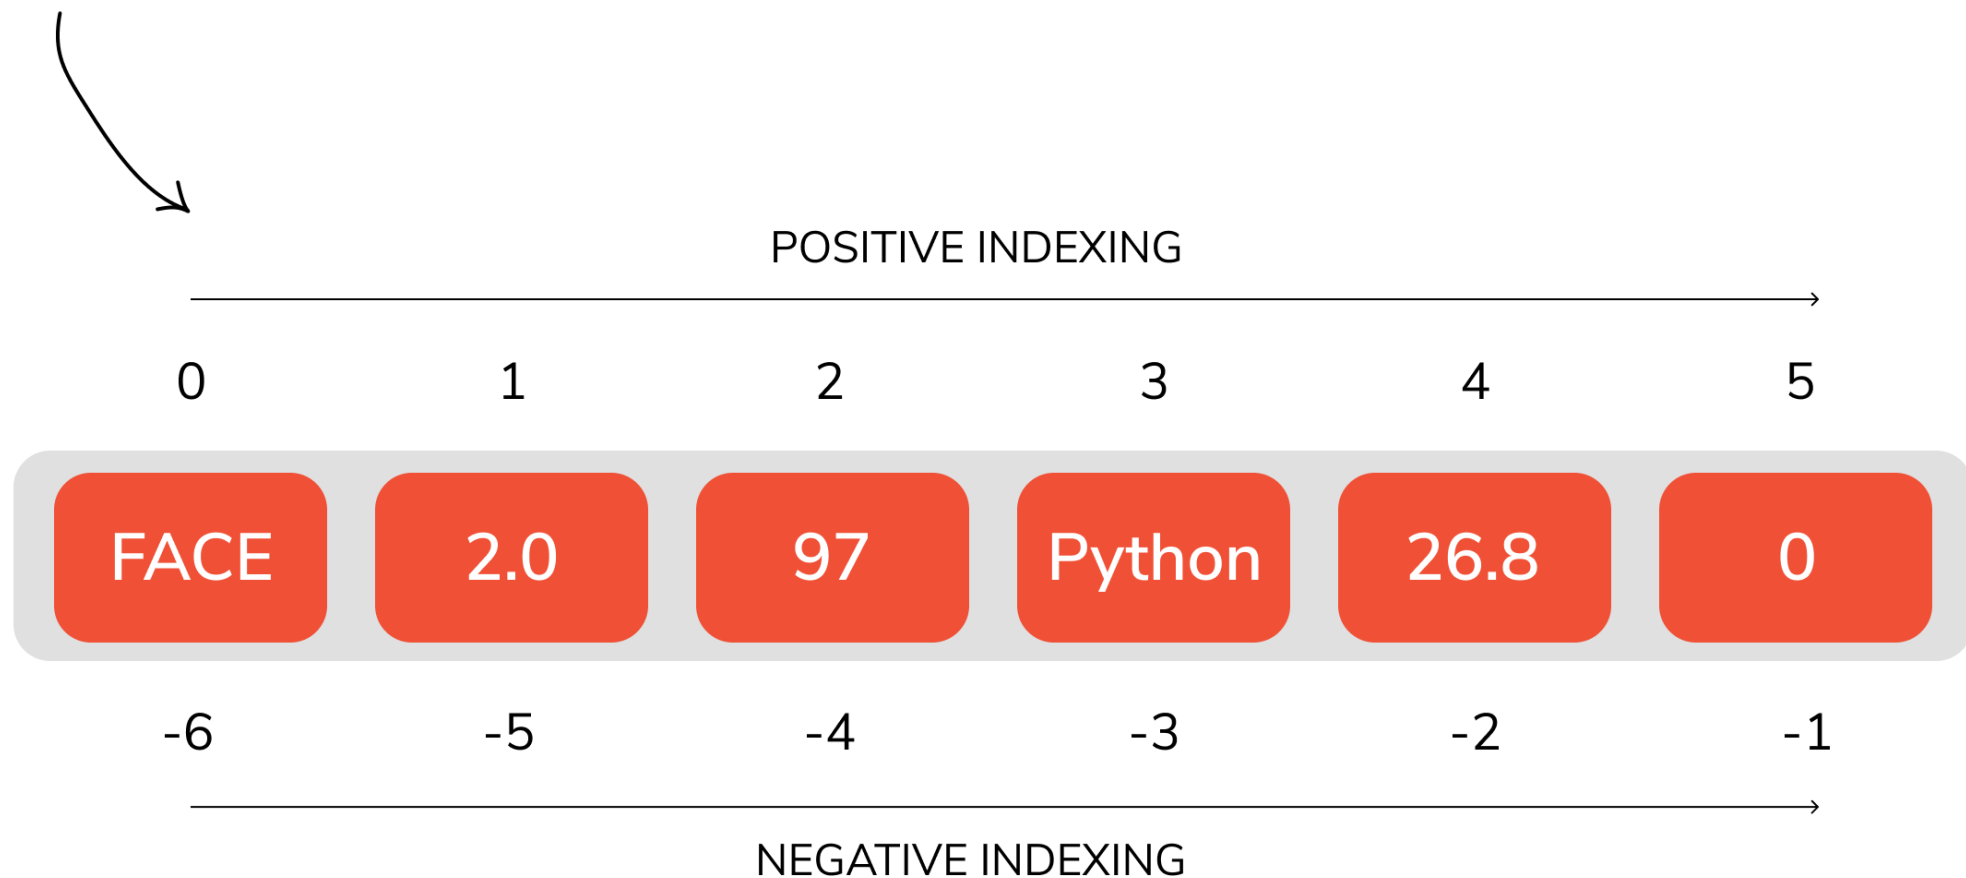 POSITIVE INDEXING
0 1 2 3 4 5
FACE 2.0 97 Python 26.8 0
-6 -5 -4 -3 -2 -1
NEGATIVE INDEXING